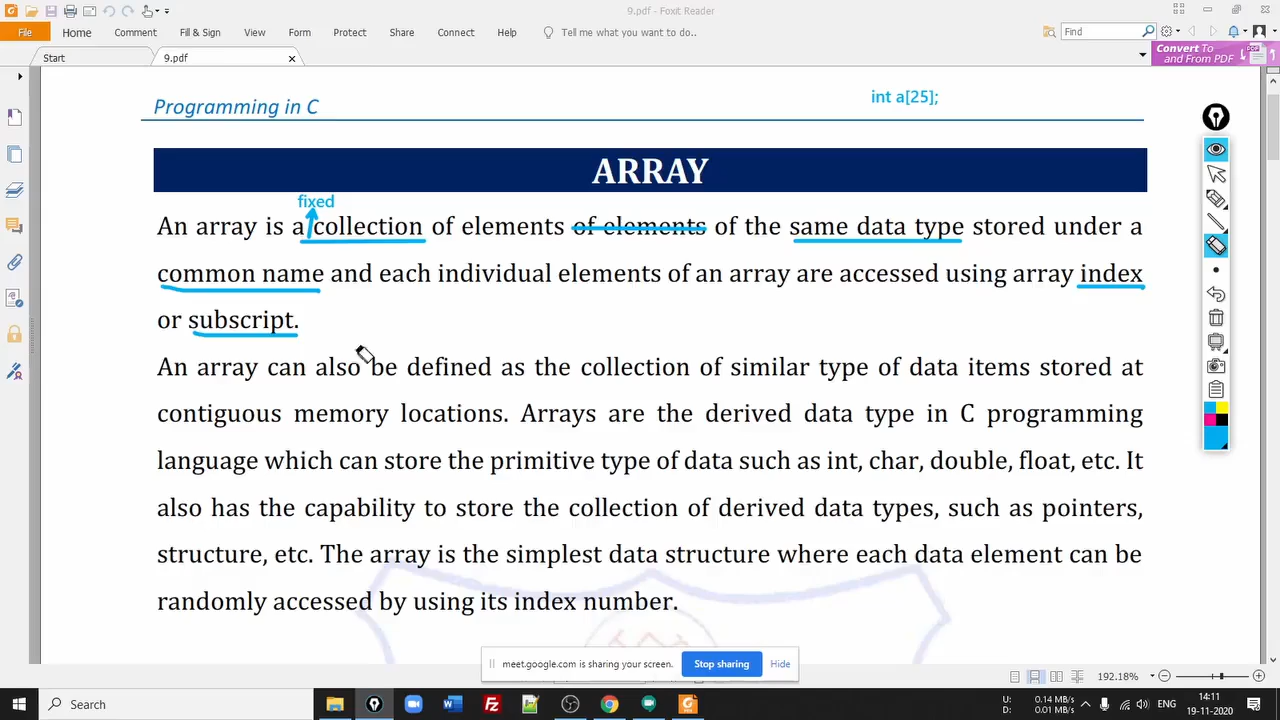 9.pdf - Foxit Reader
File Home Comment Fill & Sign View Form Protect Share Connect Help Tell me what you want to do.. Find
Start 9.pdf Convert To and From PDF
Programming in C
int a[25];
ARRAY
fixed
An array is a collection of elements of elements of the same data type stored under a
common name and each individual elements of an array are accessed using array index
or subscript.
An array can also be defined as the collection of similar type of data items stored at
contiguous memory locations. Arrays are the derived data type in C programming
language which can store the primitive type of data such as int, char, double, float, etc. It
also has the capability to store the collection of derived data types, such as pointers,
structure, etc. The array is the simplest data structure where each data element can be
randomly accessed by using its index number.
meet.google.com is sharing your screen. Stop sharing Hide
192.18%
Search
U: 0.14 MB/s
D: 0.01 MB/s
ENG
14:11
19-11-2020